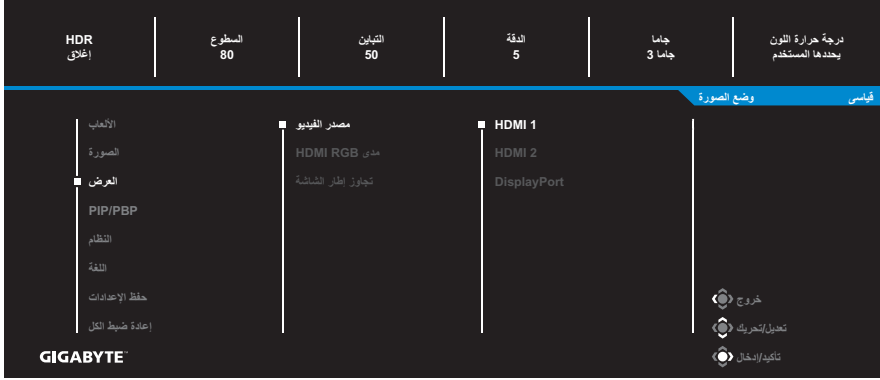 درجة حرارة اللون
يحددها المستخدم
جاما
جاما 3
الدقة
5
التباين
50
السطوع
80
HDR
إغلاق
قياسى
وضع الصورة
الألعاب
الصورة
العرض
PIP/PBP
النظام
اللغة
حفظ الإعدادات
إعادة ضبط الكل
مصدر الفيديو
مدى HDMI RGB
تجاوز إطار الشاشة
HDMI 1
HDMI 2
DisplayPort
خروج
تعديل/تحريك
تأكيد/إدخال
GIGABYTE™